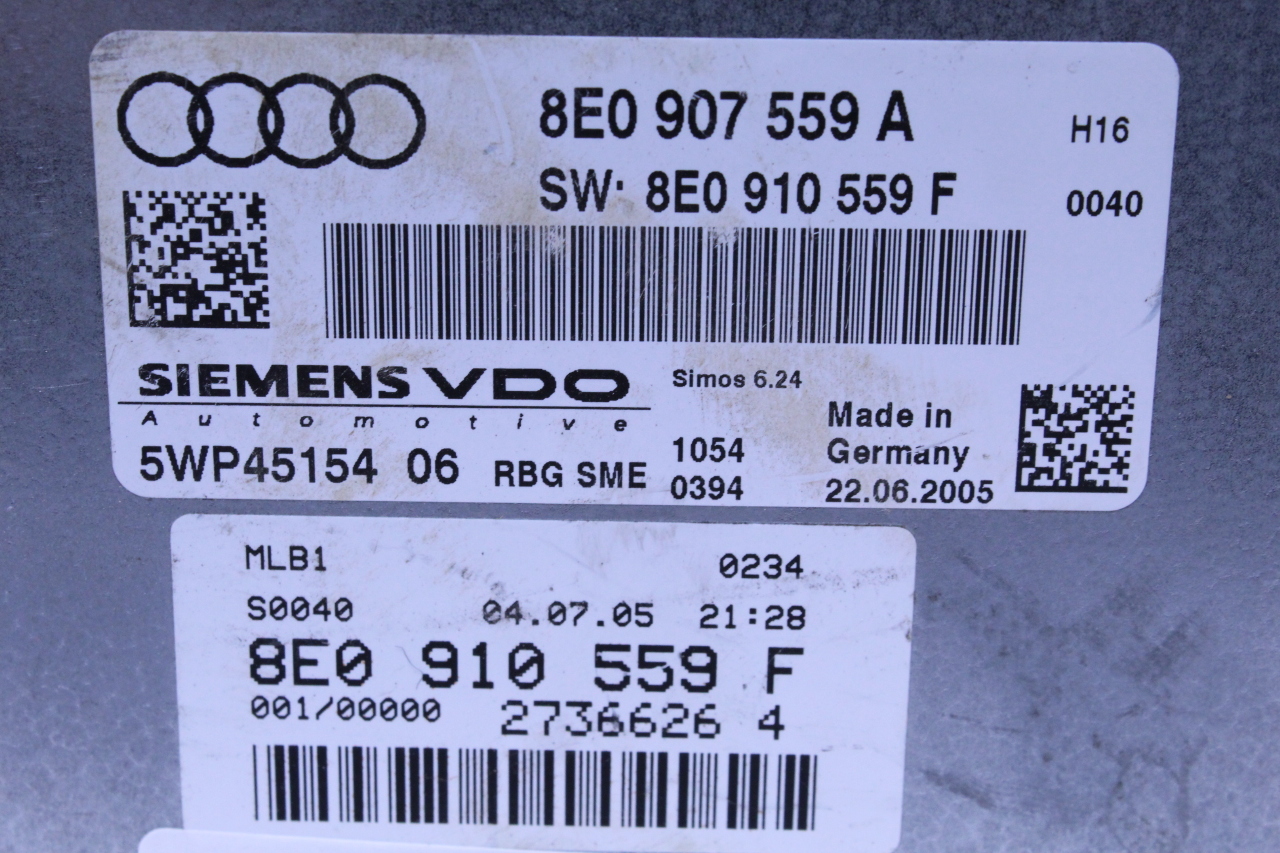 8E0 907 559 A H16
SW: 8E0 910 559 F 0040
SIEMENS VDO Simos 6.24
Automotive Made in
5WP45154 06 RBG SME 1054 Germany
0394 22.06.2005
MLB1 0234
S0040 04.07.05 21:28
8E0 910 559 F
001/00000 2736626 4